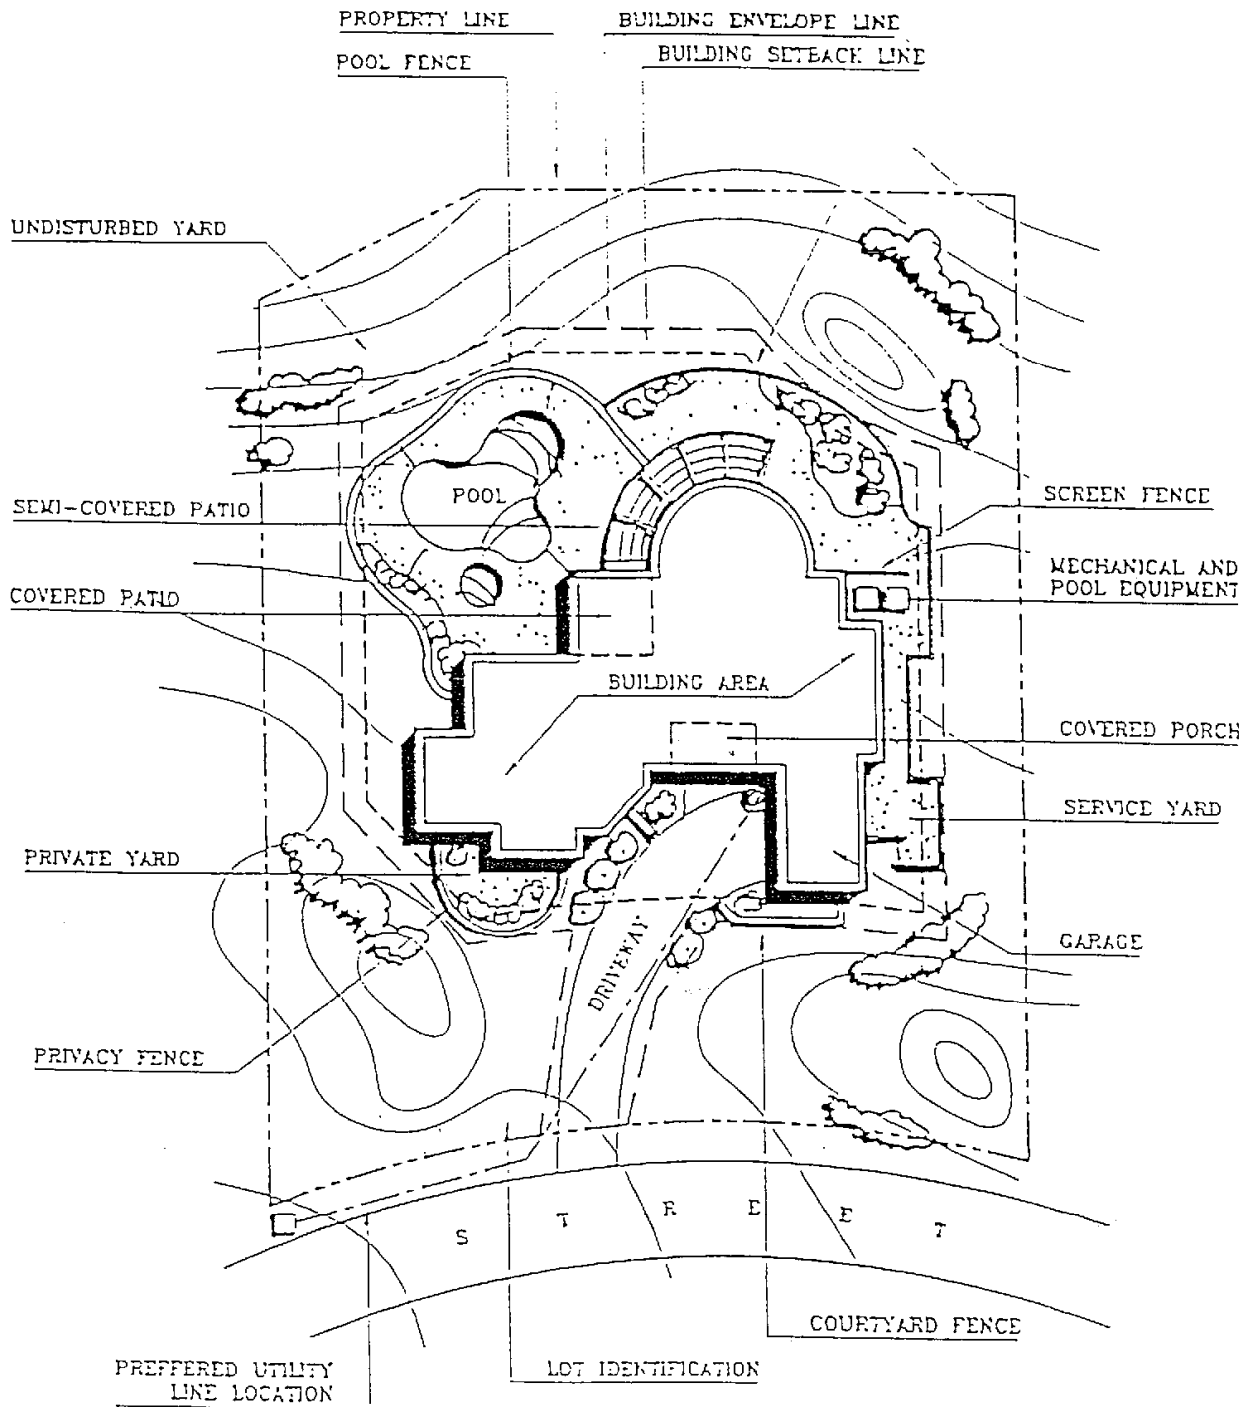 PROPERTY LINE
BUILDING ENVELOPE LINE
POOL FENCE
BUILDING SETBACK LINE
UNDISTURBED YARD
POOL
SEMI-COVERED PATIO
SCREEN FENCE
MECHANICAL AND
POOL EQUIPMENT
COVERED PATIO
BUILDING AREA
COVERED PORCH
SERVICE YARD
PRIVATE YARD
GARAGE
DRIVEWAY
PRIVACY FENCE
STREET
COURTYARD FENCE
PREFFERED UTILITY
LINE LOCATION
LOT IDENTIFICATION